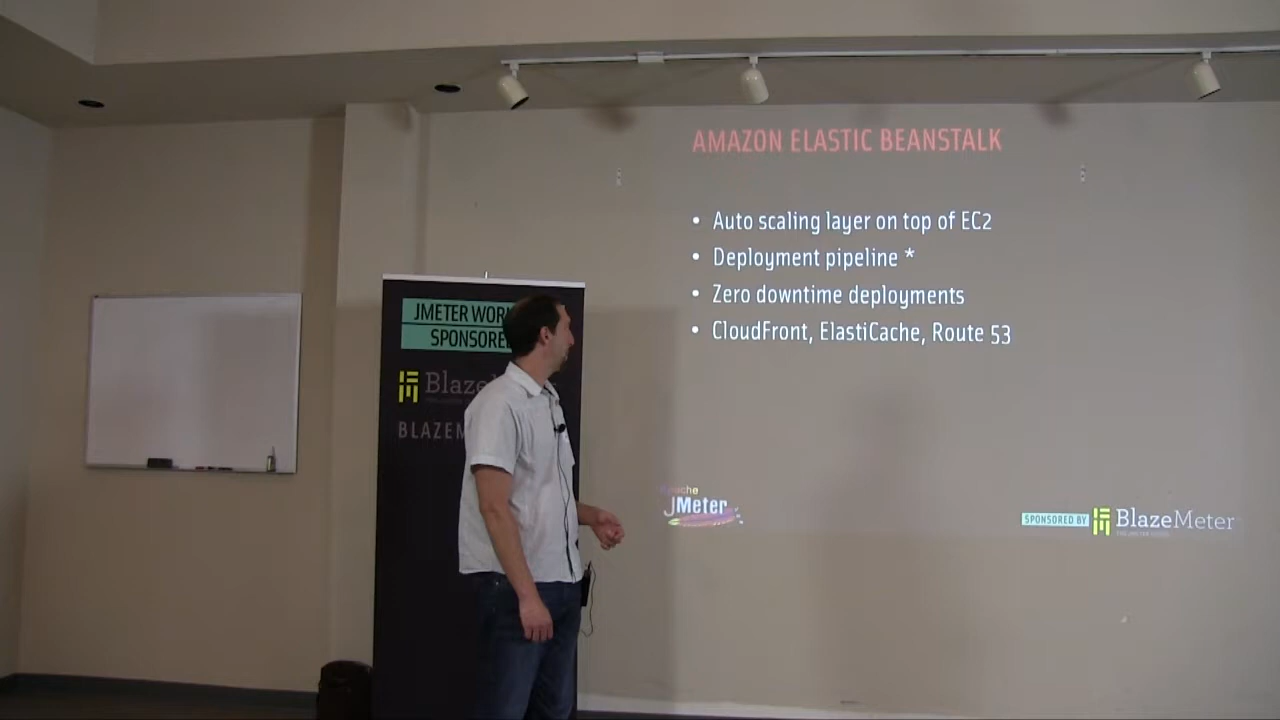 AMAZON ELASTIC BEANSTALK
• Auto scaling layer on top of EC2
• Deployment pipeline *
• Zero downtime deployments
• CloudFront, ElastiCache, Route 53
JMETER WOR
SPONSORE
Blaze
BLAZEM
Apache
JMeter
SPONSORED BY BlazeMeter